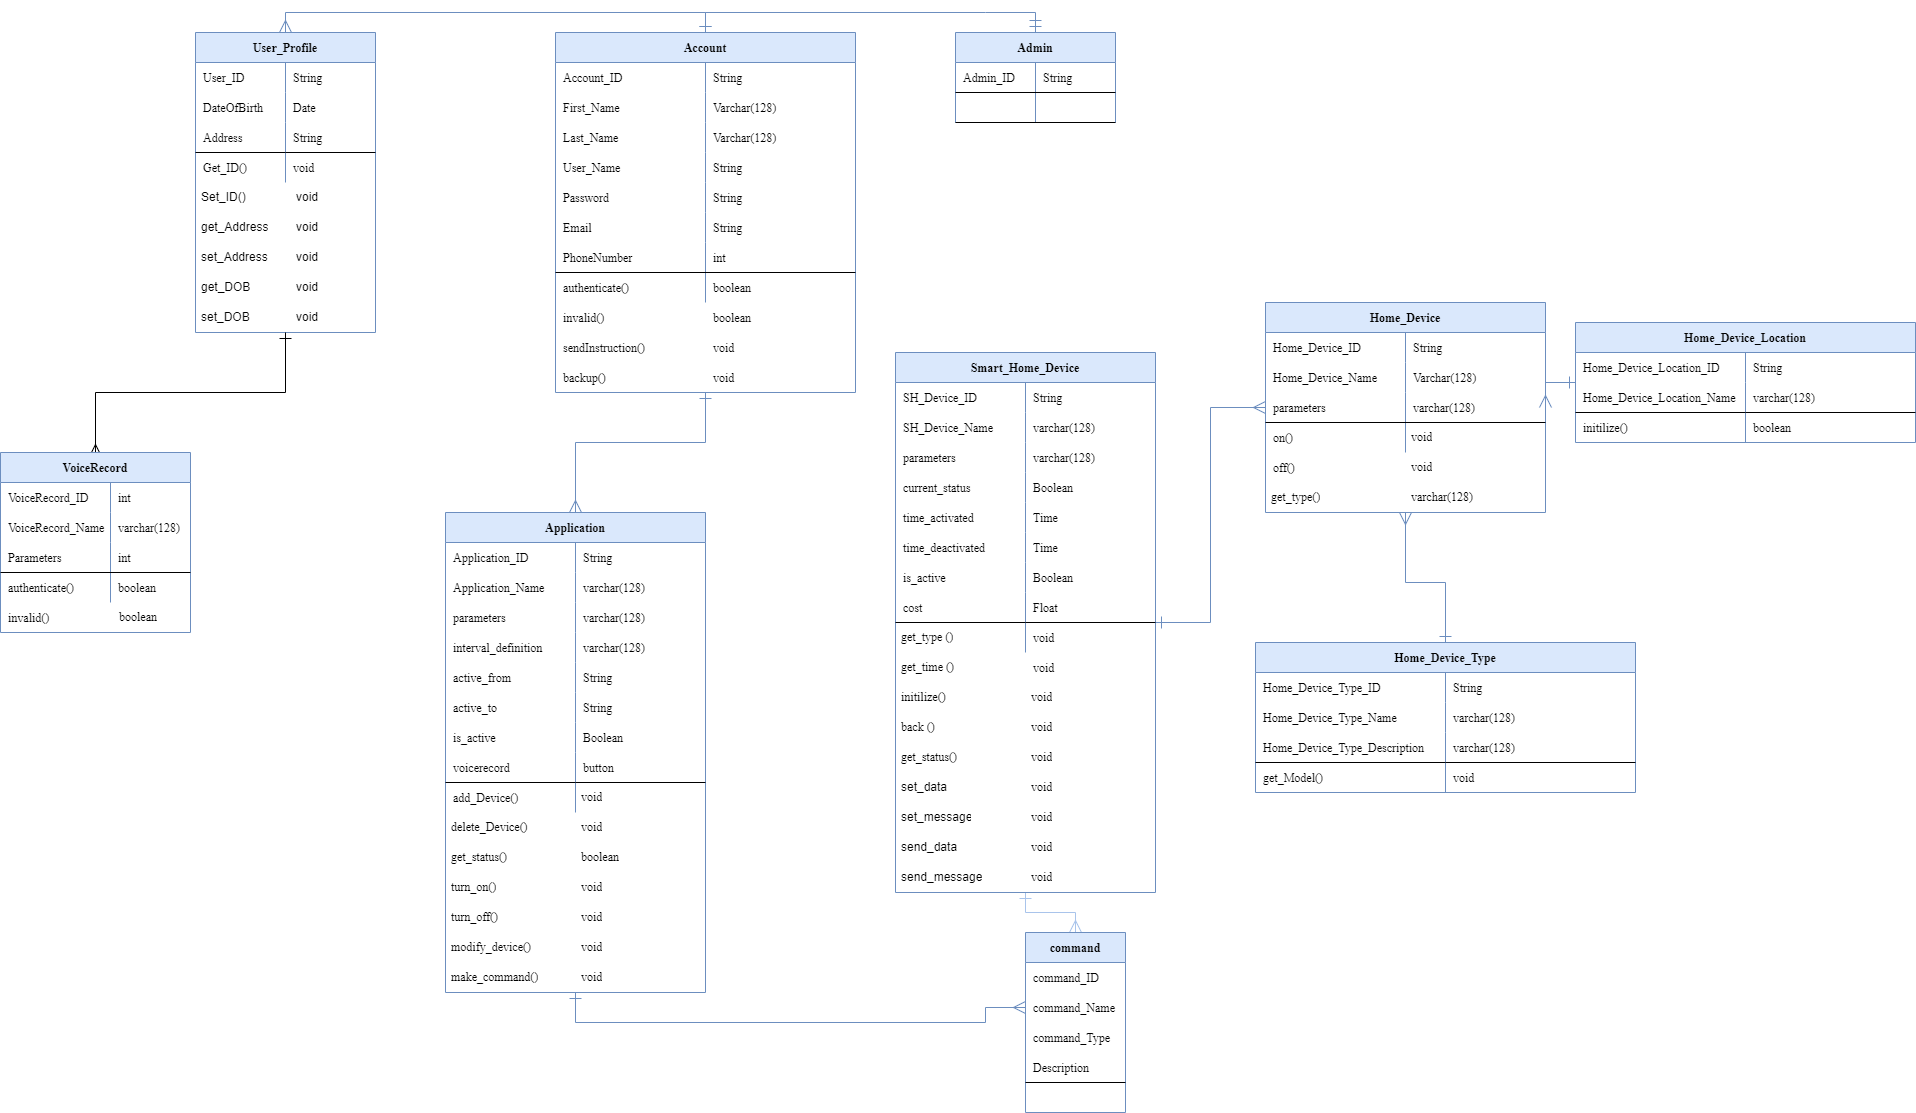 User_Profile
User_ID String
DateOfBirth Date
Address String
Get_ID() void
Set_ID() void
get_Address void
set_Address void
get_DOB void
set_DOB void
Account
Account_ID String
First_Name Varchar(128)
Last_Name Varchar(128)
User_Name String
Password String
Email String
PhoneNumber int
authenticate() boolean
invalid() boolean
sendInstruction() void
backup() void
Admin
Admin_ID String
VoiceRecord
VoiceRecord_ID int
VoiceRecord_Name varchar(128)
Parameters int
authenticate() boolean
invalid() boolean
Application
Application_ID String
Application_Name varchar(128)
parameters varchar(128)
interval_definition varchar(128)
active_from String
active_to String
is_active Boolean
voicerecord button
add_Device() void
delete_Device() void
get_status() boolean
turn_on() void
turn_off() void
modify_device() void
make_command() void
Smart_Home_Device
SH_Device_ID String
SH_Device_Name varchar(128)
parameters varchar(128)
current_status Boolean
time_activated Time
time_deactivated Time
is_active Boolean
cost Float
get_type () void
get_time () void
initilize() void
back () void
get_status() void
set_data void
set_message void
send_data void
send_message void
Home_Device
Home_Device_ID String
Home_Device_Name Varchar(128)
parameters varchar(128)
on() void
off() void
get_type() varchar(128)
Home_Device_Location
Home_Device_Location_ID String
Home_Device_Location_Name varchar(128)
initilize() boolean
Home_Device_Type
Home_Device_Type_ID String
Home_Device_Type_Name varchar(128)
Home_Device_Type_Description varchar(128)
get_Model() void
command
command_ID
command_Name
command_Type
Description